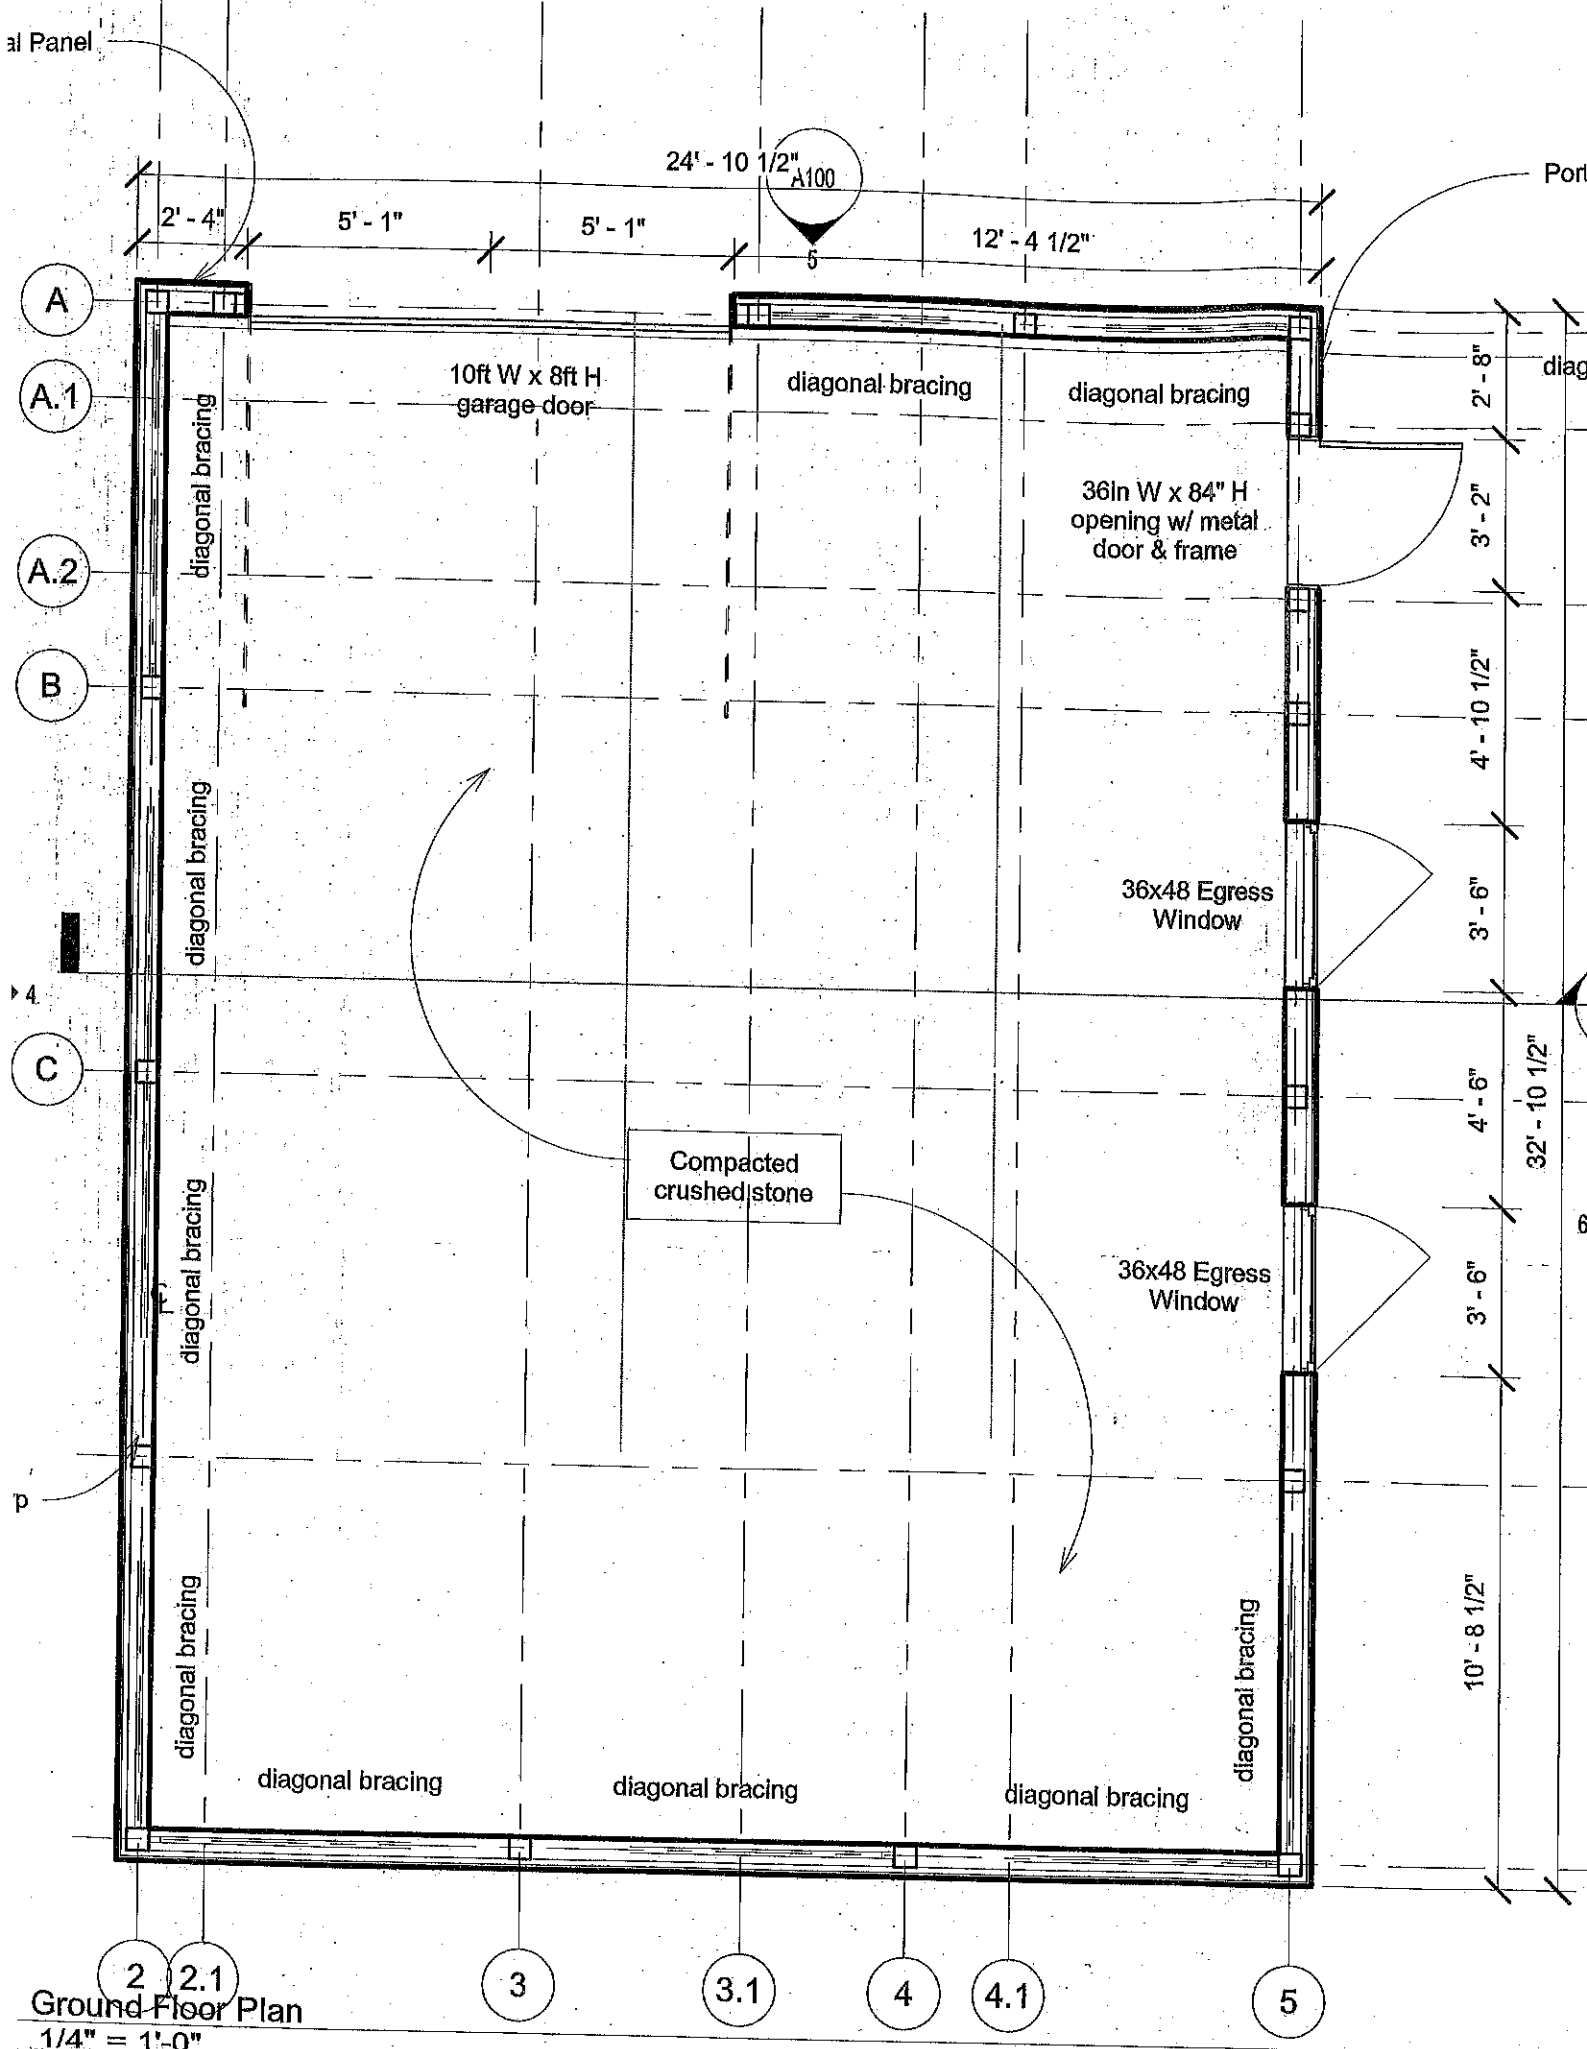 al Panel
24' - 10 1/2"
A100
5
Port
2' - 4"
5' - 1"
5' - 1"
12' - 4 1/2"
A
A.1
A.2
B
C
10ft W x 8ft H
garage door
diagonal bracing
diagonal bracing
diagonal bracing
diag
2' - 8"
36in W x 84" H
opening w/ metal
door & frame
3' - 2"
4' - 10 1/2"
diagonal bracing
36x48 Egress
Window
3' - 6"
4
4' - 6"
32' - 10 1/2"
Compacted
crushed stone
diagonal bracing
36x48 Egress
Window
3' - 6"
6
p
diagonal bracing
diagonal bracing
10' - 8 1/2"
diagonal bracing
diagonal bracing
diagonal bracing
2
2.1
3
3.1
4
4.1
5
Ground Floor Plan
1/4" = 1'-0"